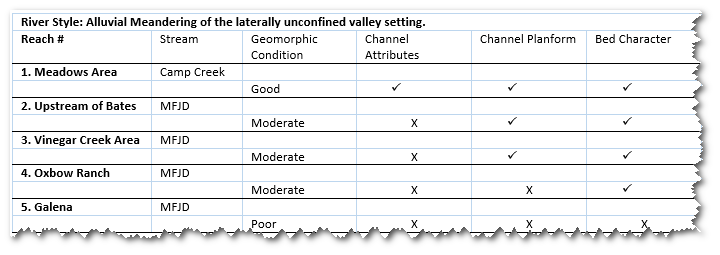 River Style: Alluvial Meandering of the laterally unconfined valley setting.
Reach # Stream Geomorphic Condition Channel Attributes Channel Planform Bed Character
1. Meadows Area Camp Creek
Good ✓ ✓ ✓
2. Upstream of Bates MFJD
Moderate X ✓ ✓
3. Vinegar Creek Area MFJD
Moderate X ✓ ✓
4. Oxbow Ranch MFJD
Moderate X X ✓
5. Galena MFJD
Poor X X X